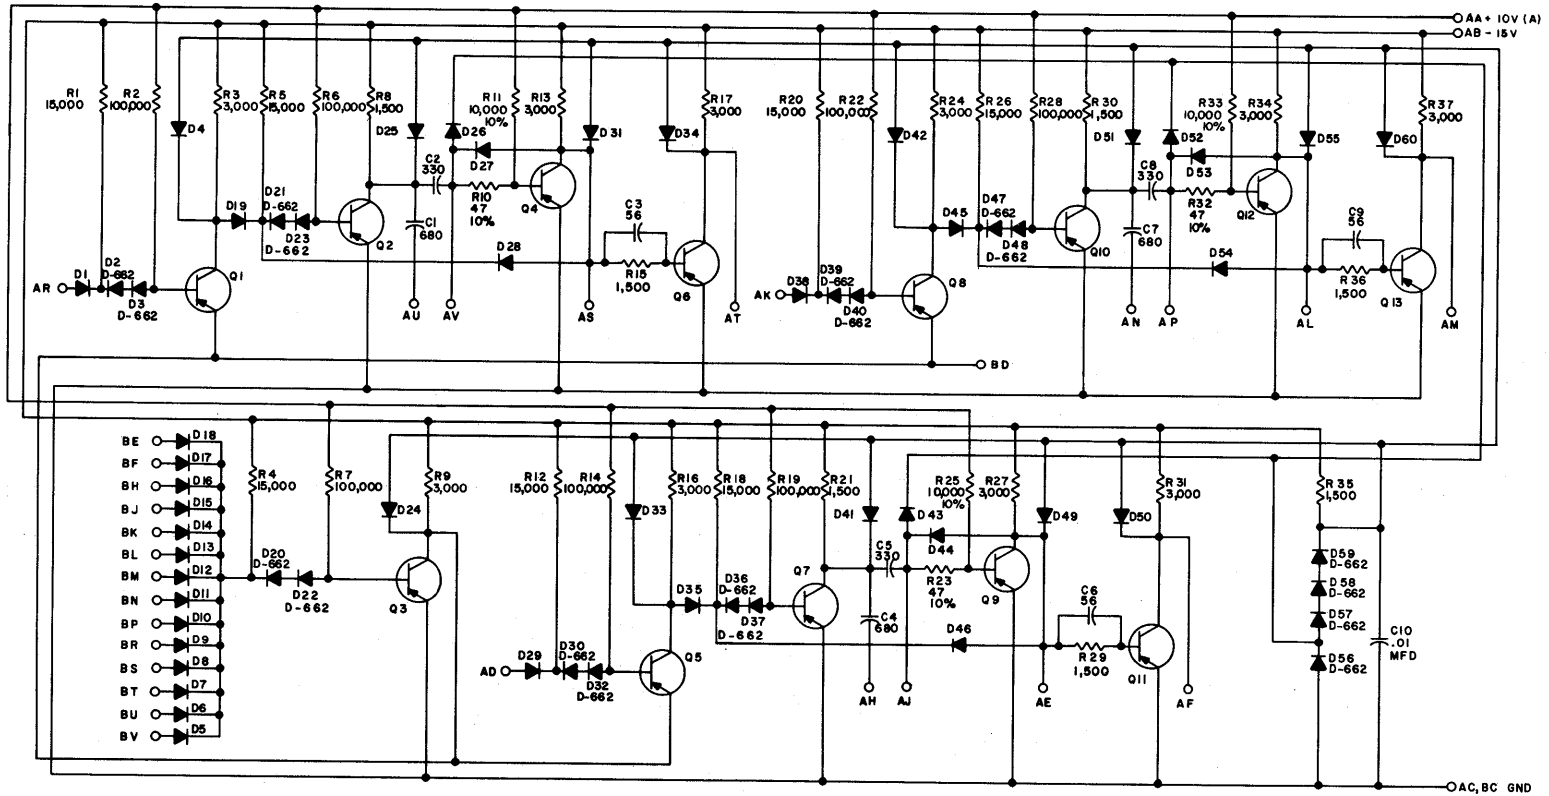 AA + 10V (A)
AB - 15V
R1
15,000
R2
100,000
R3
3,000
R5
15,000
R6
100,000
R8
1,500
R11
10,000
10%
R13
3,000
R17
3,000
R20
15,000
R22
100,000
R24
3,000
R26
15,000
R28
100,000
R30
1,500
R33
10,000
10%
R34
3,000
R37
3,000
D4
D25
D26
D27
D31
D34
D42
D51
D52
D53
D55
D60
C2
330
R10
47
10%
Q4
C8
330
R32
47
10%
Q12
D19
D21
D-662
D23
D-662
Q2
C1
680
C3
56
D28
R15
1,500
Q6
D45
D47
D-662
D48
D-662
Q10
C7
680
C9
56
D54
R36
1,500
Q13
AR
D1
D2
D-662
D3
D-662
Q1
AU
AV
AS
AT
AK
D38
D39
D-662
D40
D-662
Q8
AN
AP
AL
AM
BD
BE
D18
BF
D17
BH
D16
BJ
D15
BK
D14
BL
D13
BM
D12
BN
D11
BP
D10
BR
D9
BS
D8
BT
D7
BU
D6
BV
D5
R4
15,000
R7
100,000
R9
3,000
D24
D20
D-662
D22
D-662
Q3
R12
15,000
R14
100,000
R16
3,000
R18
15,000
R19
100,000
R21
1,500
R25
10,000
10%
R27
3,000
R31
3,000
R35
1,500
D33
D41
D43
D44
D49
D50
C5
330
R23
47
10%
Q9
D35
D36
D-662
D37
D-662
Q7
C4
680
C6
56
D46
R29
1,500
Q11
AD
D29
D30
D-662
D32
D-662
Q5
AH
AJ
AE
AF
D59
D-662
D58
D-662
D57
D-662
D56
D-662
C10
.01
MFD
AC, BC GND